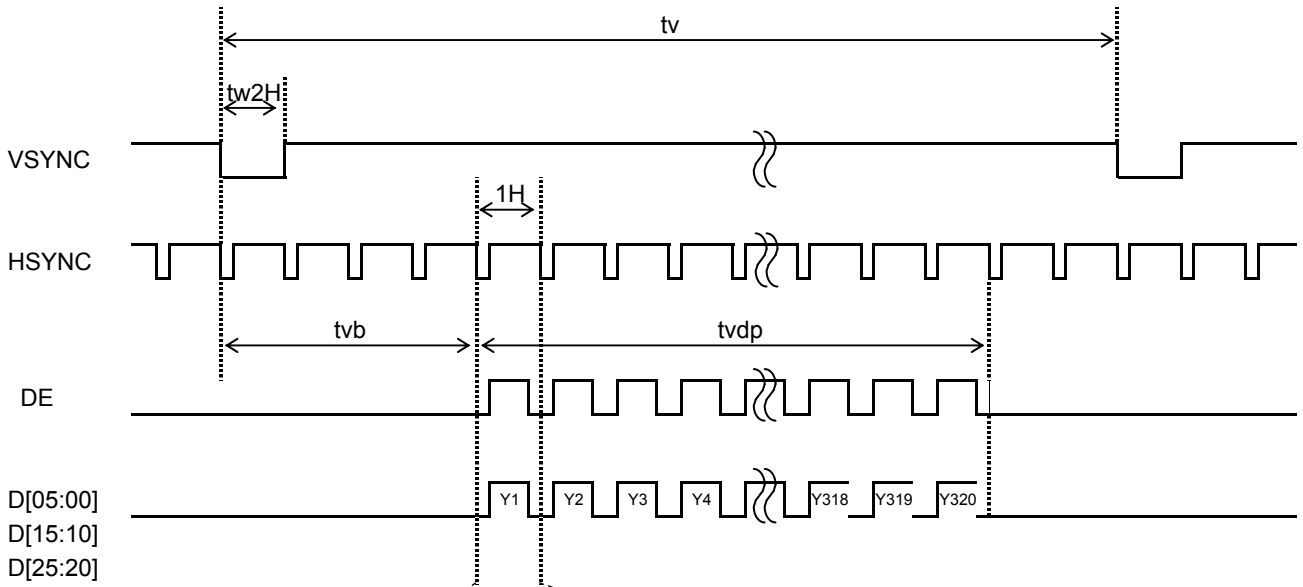 tv
tw2H
VSYNC
1H
HSYNC
tvb
tvdp
DE
D[05:00]
Y1 Y2 Y3 Y4 Y318 Y319 Y320
D[15:10]
D[25:20]